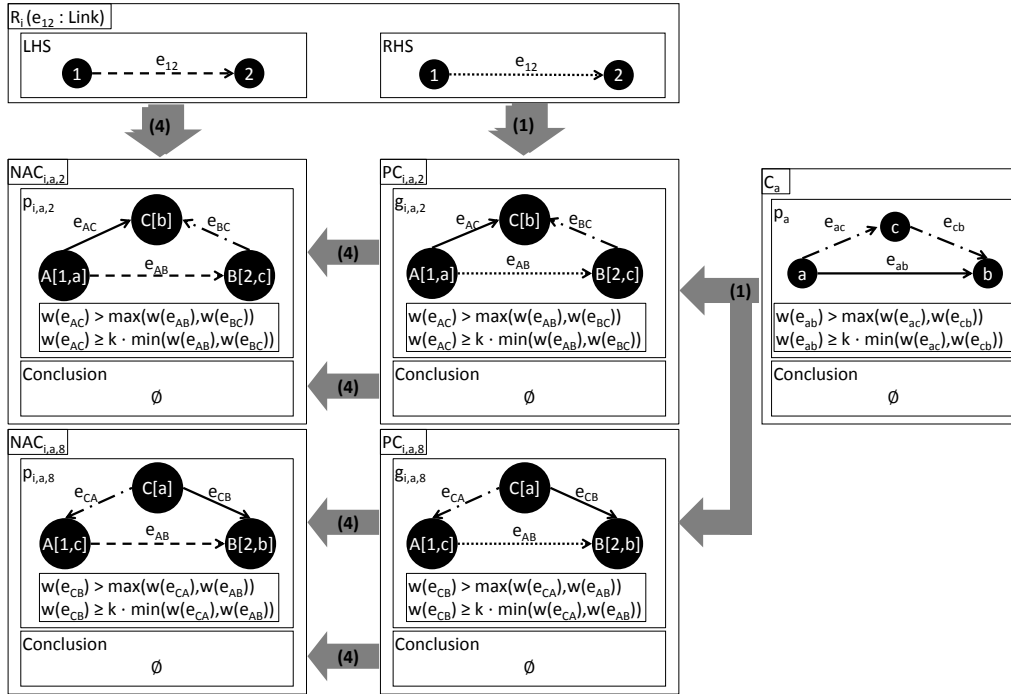 R_i (e_12 : Link)
LHS
1
e_12
2
RHS
1
e_12
2
(4)
(1)
NAC_i,a,2
p_i,a,2
C[b]
e_AC
e_BC
A[1,a]
e_AB
B[2,c]
w(e_AC) > max(w(e_AB),w(e_BC))
w(e_AC) ≥ k · min(w(e_AB),w(e_BC))
Conclusion
∅
(4)
(4)
PC_i,a,2
g_i,a,2
C[b]
e_AC
e_BC
A[1,a]
e_AB
B[2,c]
w(e_AC) > max(w(e_AB),w(e_BC))
w(e_AC) ≥ k · min(w(e_AB),w(e_BC))
Conclusion
∅
(1)
C_a
p_a
c
e_ac
e_cb
a
e_ab
b
w(e_ab) > max(w(e_ac),w(e_cb))
w(e_ab) ≥ k · min(w(e_ac),w(e_cb))
Conclusion
∅
NAC_i,a,8
p_i,a,8
C[a]
e_CA
e_CB
A[1,c]
e_AB
B[2,b]
w(e_CB) > max(w(e_CA),w(e_AB))
w(e_CB) ≥ k · min(w(e_CA),w(e_AB))
Conclusion
∅
(4)
(4)
PC_i,a,8
g_i,a,8
C[a]
e_CA
e_CB
A[1,c]
e_AB
B[2,b]
w(e_CB) > max(w(e_CA),w(e_AB))
w(e_CB) ≥ k · min(w(e_CA),w(e_AB))
Conclusion
∅